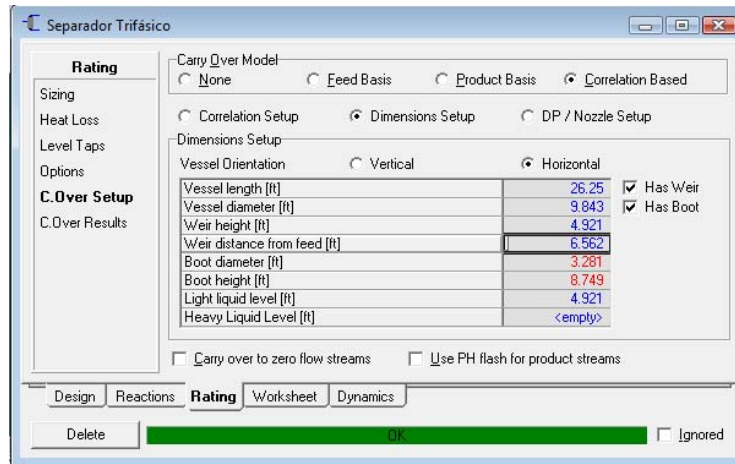 Separador Trifásico
Rating
Sizing
Heat Loss
Level Taps
Options
C.Over Setup
C.Over Results
Carry Over Model
None Feed Basis Product Basis Correlation Based
Correlation Setup Dimensions Setup DP / Nozzle Setup
Dimensions Setup
Vessel Orientation Vertical Horizontal
Vessel length [ft] 26.25 Has Weir
Vessel diameter [ft] 9.843 Has Boot
Weir height [ft] 4.921
Weir distance from feed [ft] 6.562
Boot diameter [ft] 3.281
Boot height [ft] 8.749
Light liquid level [ft] 4.921
Heavy Liquid Level [ft] <empty>
Carry over to zero flow streams Use PH flash for product streams
Design Reactions Rating Worksheet Dynamics
Delete OK Ignored